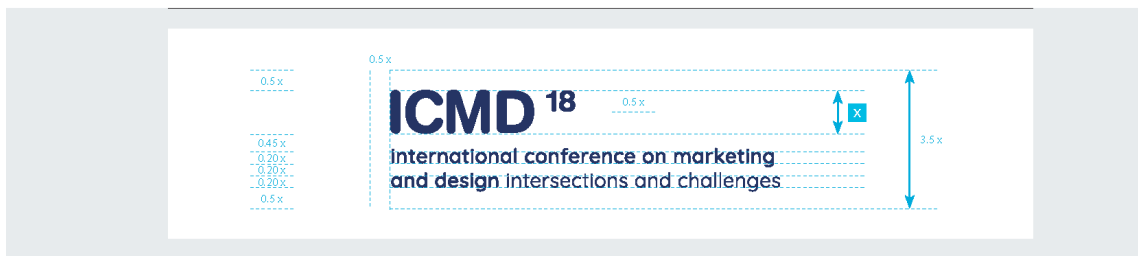 0.5 x
0.5 x
ICMD 18
0.5 x
X
0.45 x
3.5 x
0.20 x
international conference on marketing
0.20 x
0.20 x
and design intersections and challenges
0.5 x